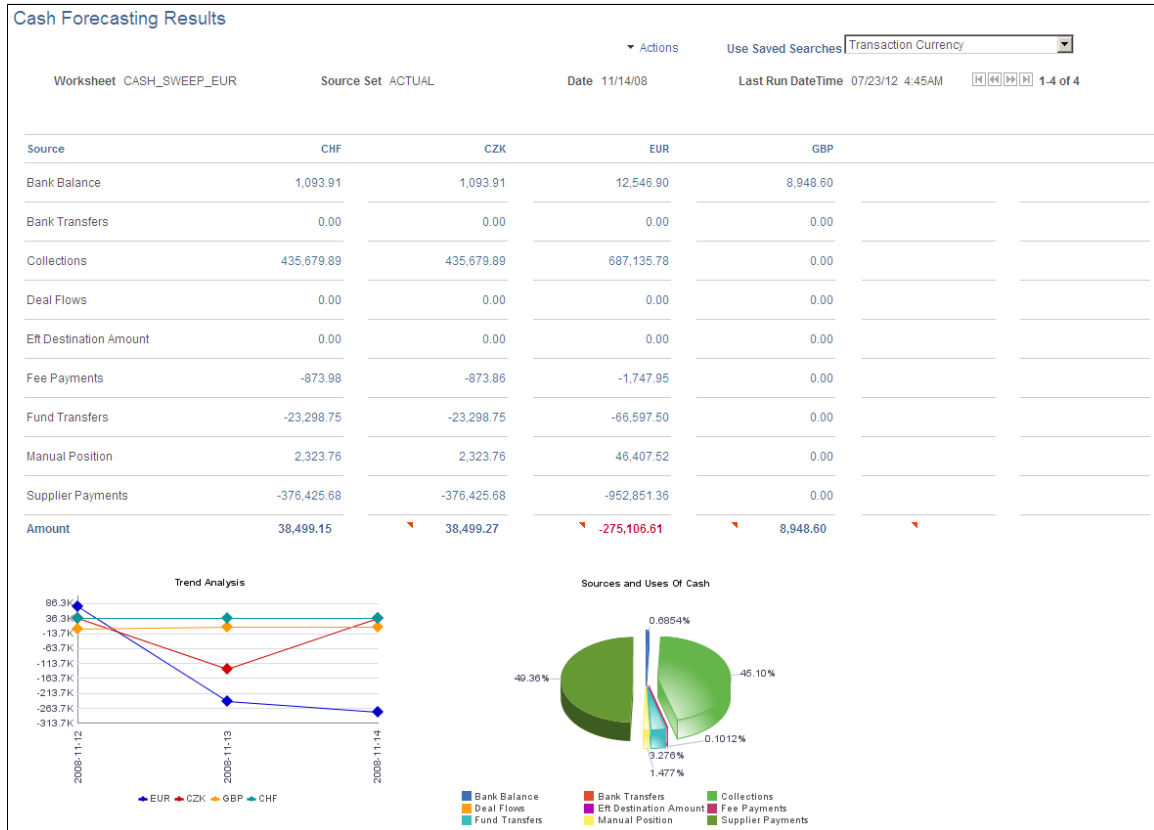 Cash Forecasting Results
Actions Use Saved Searches Transaction Currency
Worksheet CASH_SWEEP_EUR Source Set ACTUAL Date 11/14/08 Last Run DateTime 07/23/12 4:45AM 1-4 of 4
Source CHF CZK EUR GBP
Bank Balance 1,093.91 1,093.91 12,546.90 8,948.60
Bank Transfers 0.00 0.00 0.00 0.00
Collections 435,679.89 435,679.89 687,135.78 0.00
Deal Flows 0.00 0.00 0.00 0.00
Eft Destination Amount 0.00 0.00 0.00 0.00
Fee Payments -873.98 -873.86 -1,747.95 0.00
Fund Transfers -23,298.75 -23,298.75 -66,597.50 0.00
Manual Position 2,323.76 2,323.76 46,407.52 0.00
Supplier Payments -376,425.68 -376,425.68 -952,851.36 0.00
Amount 38,499.15 38,499.27 -275,106.61 8,948.60
Trend Analysis
86.3K
36.3K
-13.7K
-63.7K
-113.7K
-163.7K
-213.7K
-263.7K
-313.7K
2008-11-12
2008-11-13
2008-11-14
EUR CZK GBP CHF
Sources and Uses Of Cash
0.6854%
45.10%
49.36%
0.1012%
3.276%
1.477%
Bank Balance Bank Transfers Collections
Deal Flows Eft Destination Amount Fee Payments
Fund Transfers Manual Position Supplier Payments